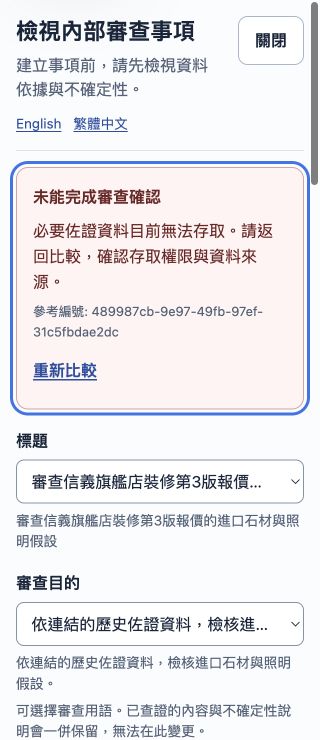 檢視內部審查事項
關閉
建立事項前，請先檢視資料
依據與不確定性。
English 繁體中文
未能完成審查確認
必要佐證資料目前無法存取。請返
回比較，確認存取權限與資料來
源。
參考編號: 489987cb-9e97-49fb-97ef-
31c5fbdae2dc
重新比較
標題
審查信義旗艦店裝修第3版報價...
審查信義旗艦店裝修第3版報價的進口石材與照
明假設
審查目的
依連結的歷史佐證資料，檢核進...
依連結的歷史佐證資料，檢核進口石材與照明
假設。
可選擇審查用語。已查證的內容與不確定性說
明會一併保留，無法在此變更。